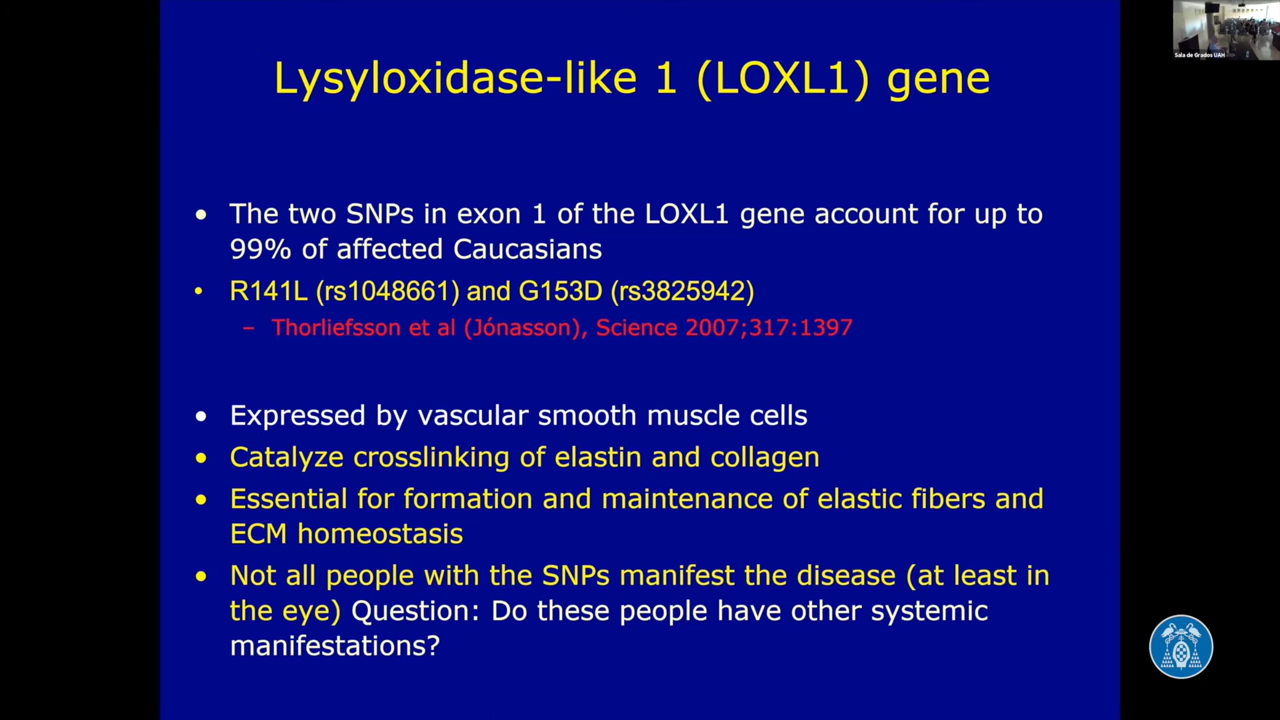 Sala de Grados UAH
Lysyloxidase-like 1 (LOXL1) gene
• The two SNPs in exon 1 of the LOXL1 gene account for up to
99% of affected Caucasians
• R141L (rs1048661) and G153D (rs3825942)
– Thorliefsson et al (Jónasson), Science 2007;317:1397
• Expressed by vascular smooth muscle cells
• Catalyze crosslinking of elastin and collagen
• Essential for formation and maintenance of elastic fibers and
ECM homeostasis
• Not all people with the SNPs manifest the disease (at least in
the eye) Question: Do these people have other systemic
manifestations?